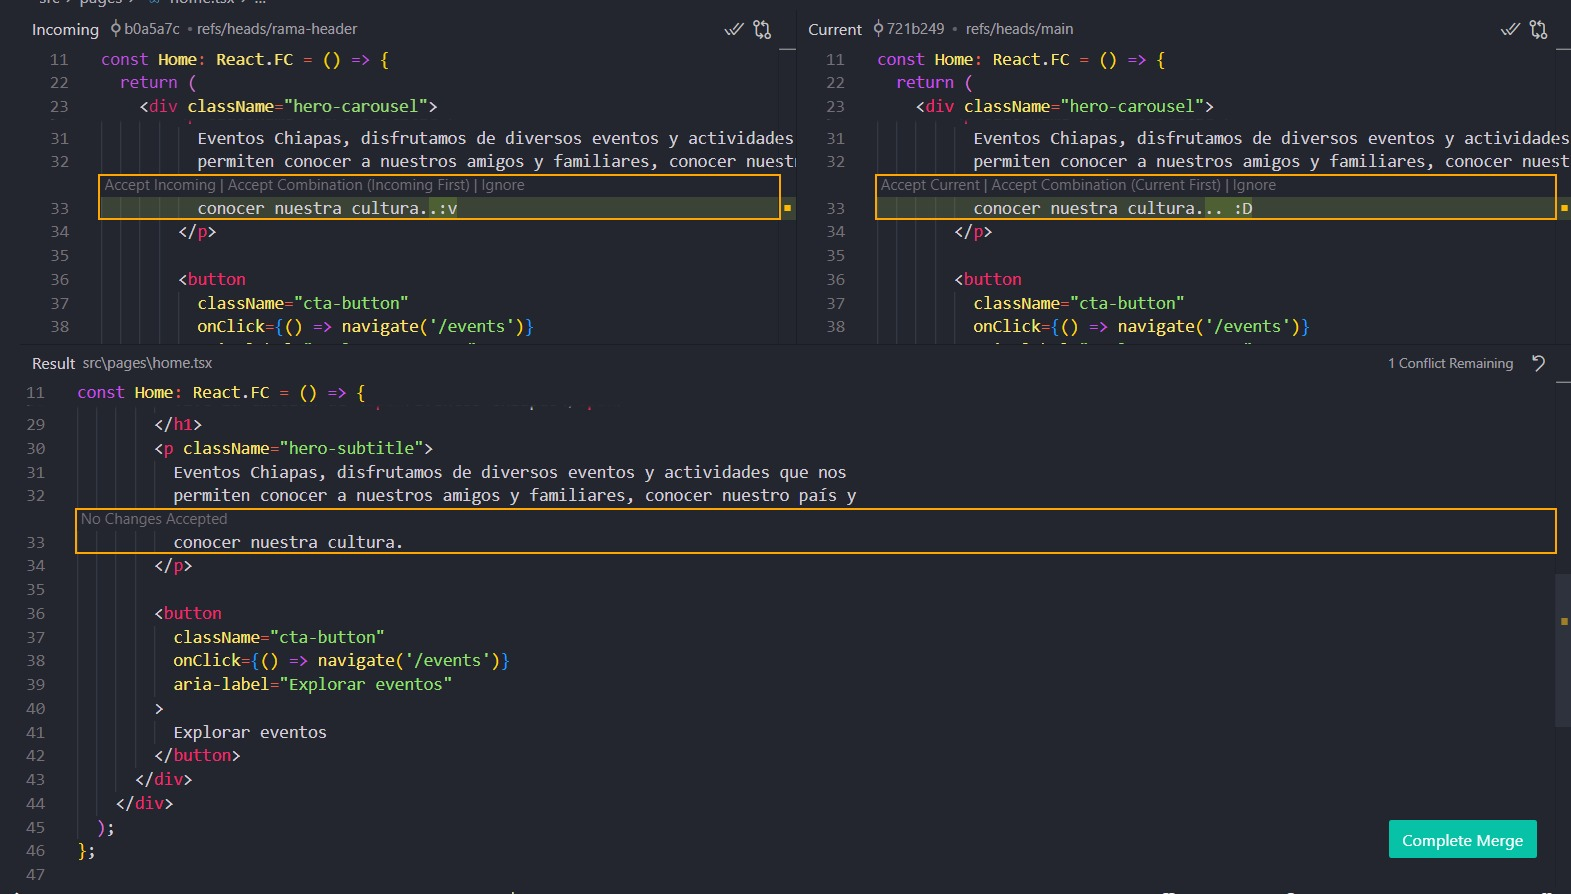 src > pages > home.tsx > ...
Incoming b0a5a7c • refs/heads/rama-header
11 const Home: React.FC = () => {
22 return (
23 <div className="hero-carousel">
31 Eventos Chiapas, disfrutamos de diversos eventos y actividades
32 permiten conocer a nuestros amigos y familiares, conocer nuestr
Accept Incoming | Accept Combination (Incoming First) | Ignore
33 conocer nuestra cultura..:v
34 </p>
35
36 <button
37 className="cta-button"
38 onClick={() => navigate('/events')}
Current 721b249 • refs/heads/main
11 const Home: React.FC = () => {
22 return (
23 <div className="hero-carousel">
31 Eventos Chiapas, disfrutamos de diversos eventos y actividades
32 permiten conocer a nuestros amigos y familiares, conocer nuest
Accept Current | Accept Combination (Current First) | Ignore
33 conocer nuestra cultura... :D
34 </p>
35
36 <button
37 className="cta-button"
38 onClick={() => navigate('/events')}
Result src\pages\home.tsx
1 Conflict Remaining
11 const Home: React.FC = () => {
29 </h1>
30 <p className="hero-subtitle">
31 Eventos Chiapas, disfrutamos de diversos eventos y actividades que nos
32 permiten conocer a nuestros amigos y familiares, conocer nuestro país y
No Changes Accepted
33 conocer nuestra cultura.
34 </p>
35
36 <button
37 className="cta-button"
38 onClick={() => navigate('/events')}
39 aria-label="Explorar eventos"
40 >
41 Explorar eventos
42 </button>
43 </div>
44 </div>
45 );
46 };
47
Complete Merge